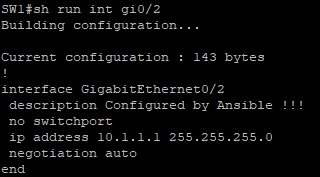 SW1#sh run int gi0/2
Building configuration...
Current configuration : 143 bytes
!
interface GigabitEthernet0/2
description Configured by Ansible !!!
no switchport
ip address 10.1.1.1 255.255.255.0
negotiation auto
end